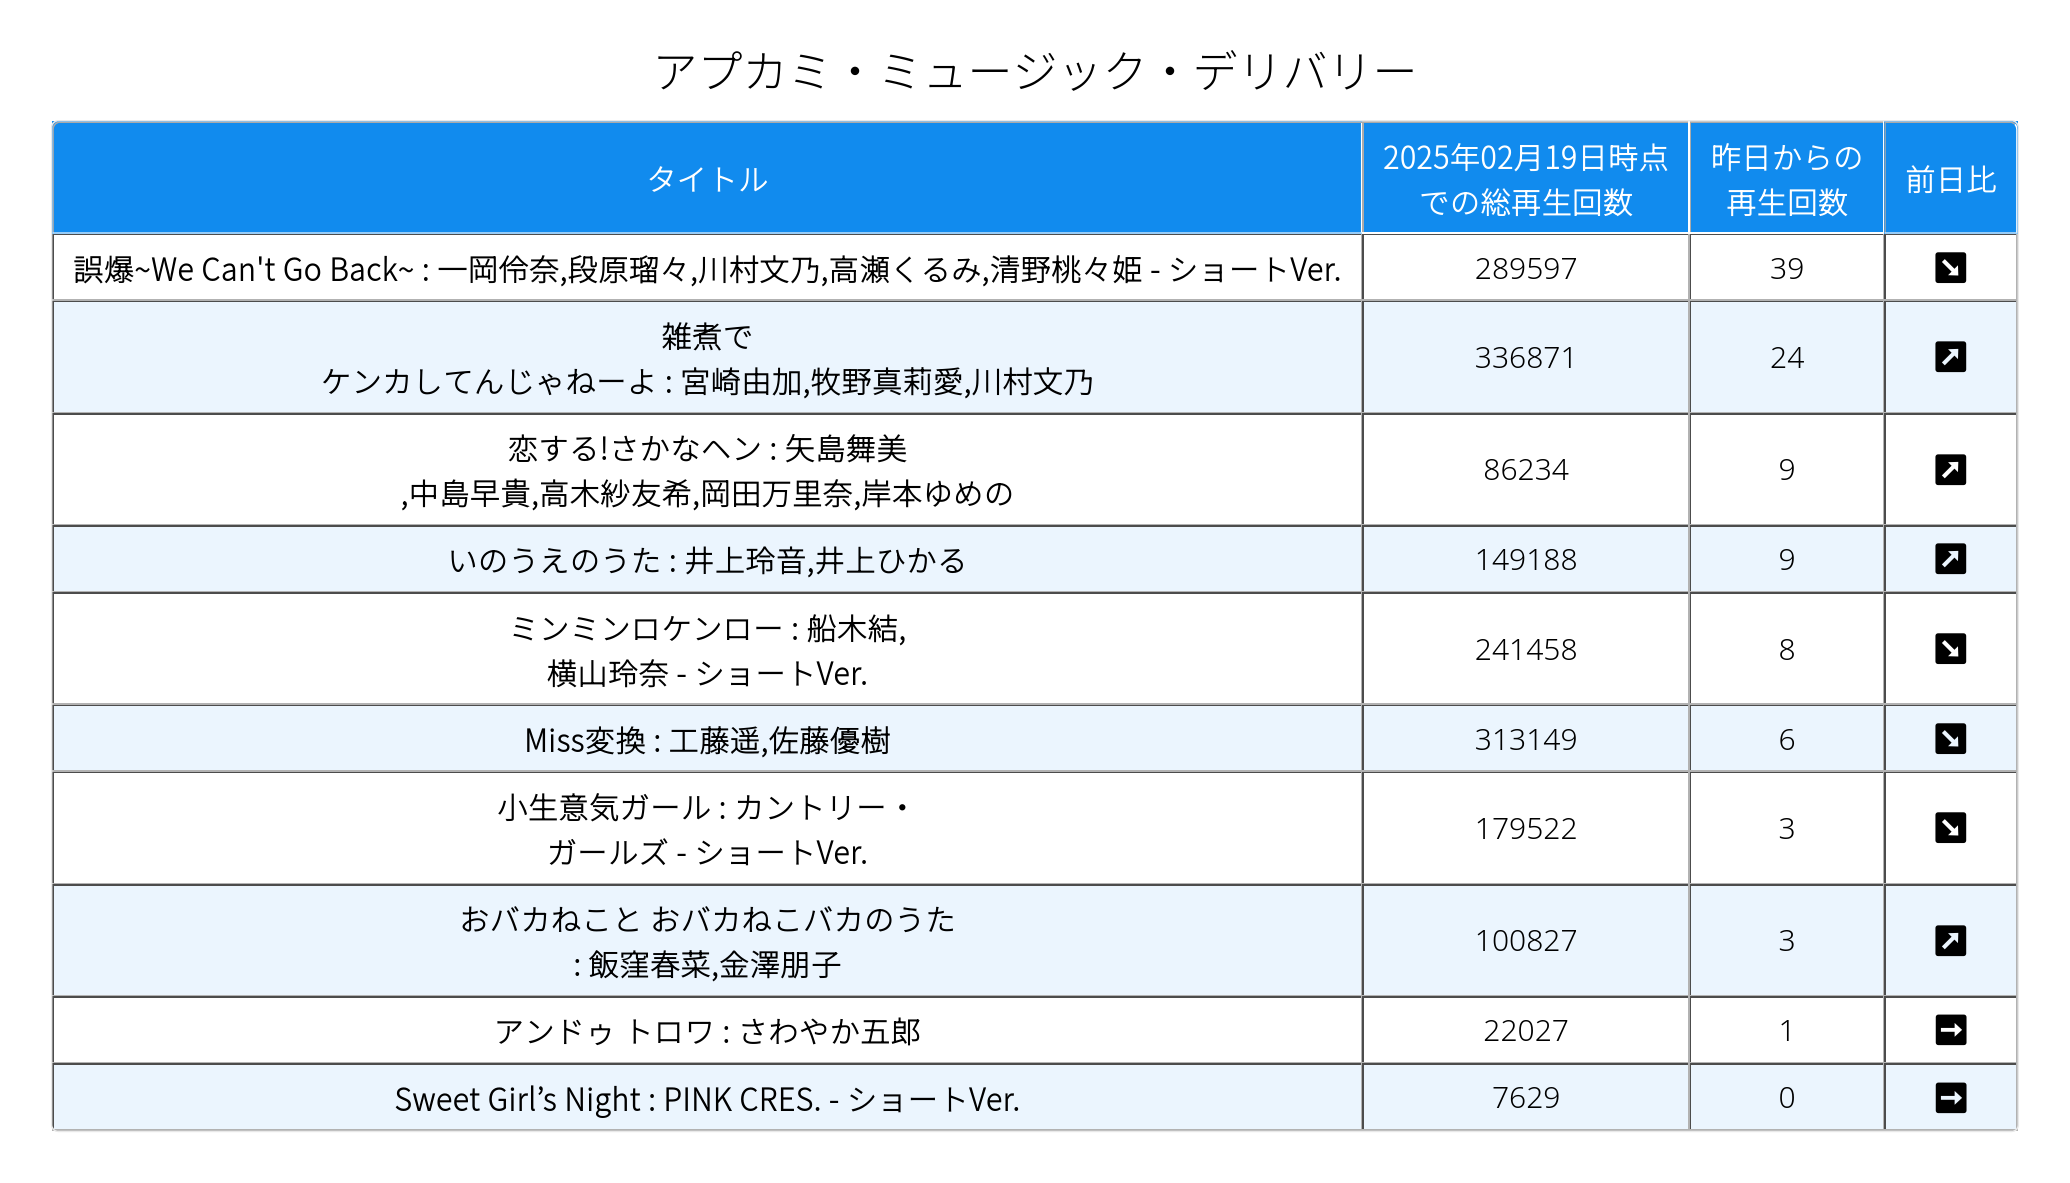 アプカミ・ミュージック・デリバリー
タイトル
2025年02月19日時点
での総再生回数
昨日からの
再生回数
前日比
誤爆~We Can't Go Back~ : 一岡伶奈,段原瑠々,川村文乃,高瀬くるみ,清野桃々姫 - ショートVer.
289597
39
雑煮で
ケンカしてんじゃねーよ : 宮崎由加,牧野真莉愛,川村文乃
336871
24
恋する!さかなヘン : 矢島舞美
,中島早貴,高木紗友希,岡田万里奈,岸本ゆめの
86234
9
いのうえのうた : 井上玲音,井上ひかる
149188
9
ミンミンロケンロー : 船木結,
横山玲奈 - ショートVer.
241458
8
Miss変換 : 工藤遥,佐藤優樹
313149
6
小生意気ガール : カントリー・
ガールズ - ショートVer.
179522
3
おバカねこと おバカねこバカのうた
: 飯窪春菜,金澤朋子
100827
3
アンドゥ トロワ : さわやか五郎
22027
1
Sweet Girl’s Night : PINK CRES. - ショートVer.
7629
0